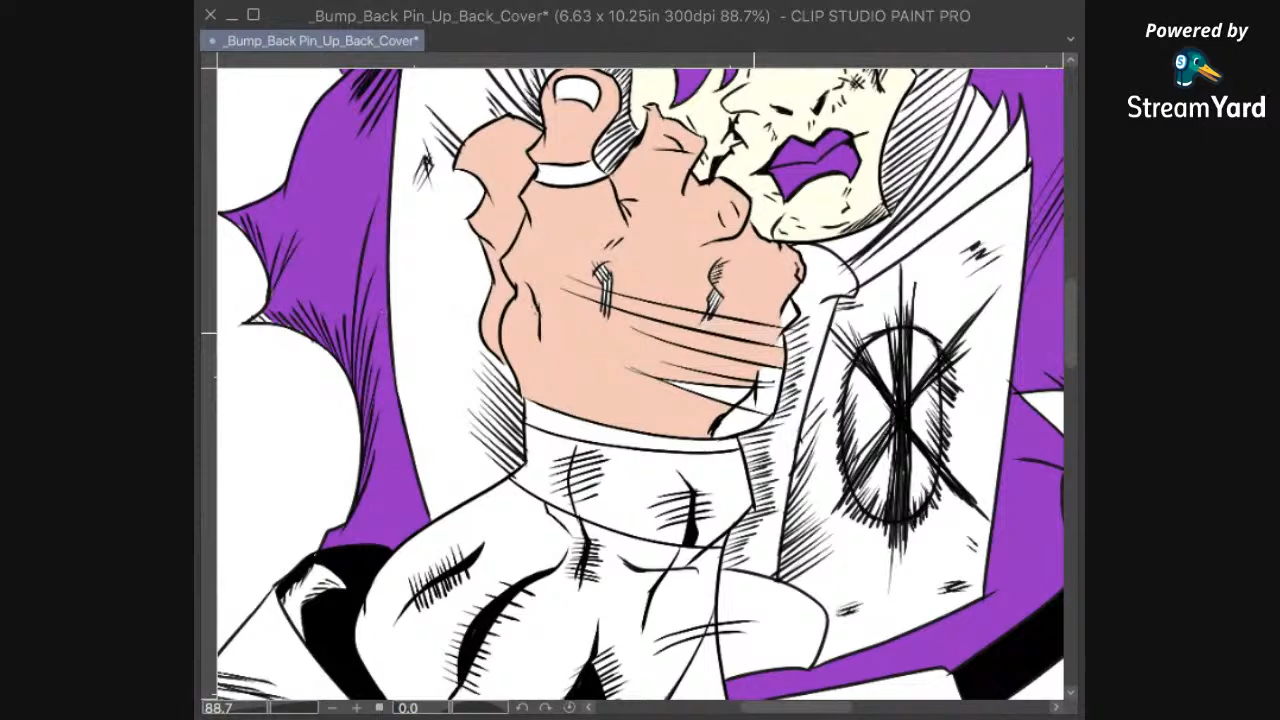 _Bump_Back Pin_Up_Back_Cover* (6.63 x 10.25in 300dpi 88.7%) - CLIP STUDIO PAINT PRO
_Bump_Back Pin_Up_Back_Cover*
Powered by
S
StreamYard
88.7
0.0